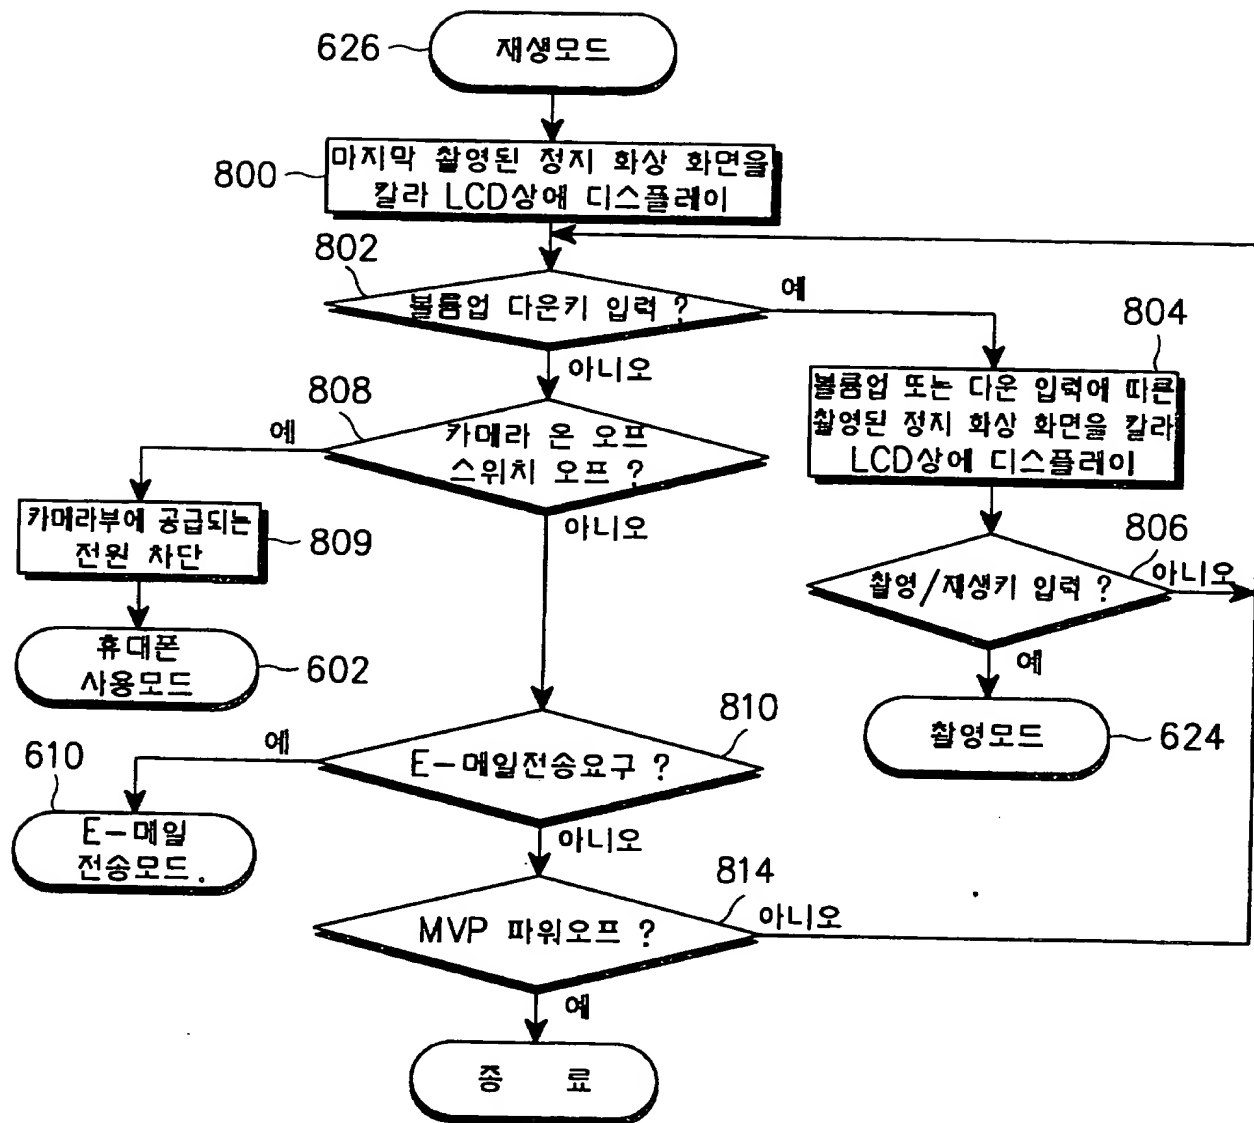 626
재생모드
800
마지막 촬영된 정지 화상 화면을
칼라 LCD상에 디스플레이
802
볼륨업 다운키 입력 ?
예
아니오
804
볼륨업 또는 다운 입력에 따른
촬영된 정지 화상 화면을 칼라
LCD상에 디스플레이
808
카메라 온 오프
스위치 오프 ?
예
아니오
카메라부에 공급되는
전원 차단
809
806
촬영/재생키 입력 ?
아니오
예
휴대폰
사용모드
602
촬영모드
624
810
E-메일전송요구 ?
예
아니오
610
E-메일
전송모드.
814
MVP 파워오프 ?
아니오
예
종 료